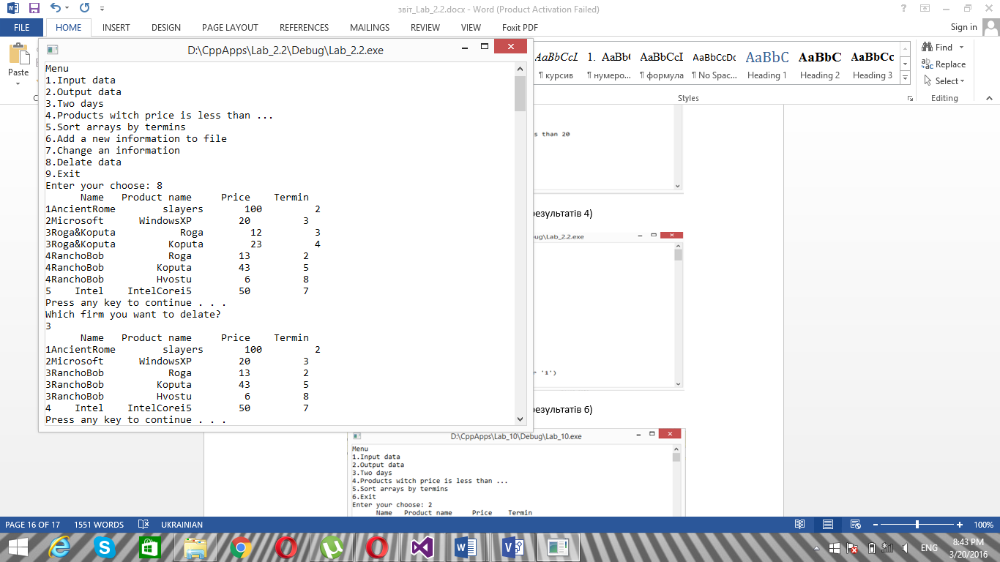 звіт_Lab_2.2.docx - Word (Product Activation Failed)
FILE HOME INSERT DESIGN PAGE LAYOUT REFERENCES MAILINGS REVIEW VIEW Foxit PDF Sign in
Paste
AaBbCcI 1. AaBb( AaBbCcI AaBbCcDc AaBbC AaBbC AaBbCc
¶ курсив ¶ нумеро... ¶ формула ¶ No Spac... Heading 1 Heading 2 Heading 3
Styles
Find
Replace
Select
Editing
D:\CppApps\Lab_2.2\Debug\Lab_2.2.exe
Menu
1.Input data
2.Output data
3.Two days
4.Products witch price is less than ...
5.Sort arrays by termins
6.Add a new information to file
7.Change an information
8.Delate data
9.Exit
Enter your choose: 8
Name Product name Price Termin
1AncientRome slayers 100 2
2Microsoft WindowsXP 20 3
3Roga&Koputa Roga 12 3
3Roga&Koputa Koputa 23 4
4RanchoBob Roga 13 2
4RanchoBob Koputa 43 5
4RanchoBob Hvostu 6 8
5 Intel IntelCorei5 50 7
Press any key to continue . . .
Which firm you want to delate?
3
Name Product name Price Termin
1AncientRome slayers 100 2
2Microsoft WindowsXP 20 3
3RanchoBob Roga 13 2
3RanchoBob Koputa 43 5
3RanchoBob Hvostu 6 8
4 Intel IntelCorei5 50 7
Press any key to continue . . .
s than 20
результатів 4)
ug\Lab_2.2.exe
r '1')
результатів 6)
D:\CppApps\Lab_10\Debug\Lab_10.exe
Menu
1.Input data
2.Output data
3.Two days
4.Products witch price is less than ...
5.Sort arrays by termins
6.Exit
Enter your choose: 2
Name Product name Price Termin
PAGE 16 OF 17 1551 WORDS UKRAINIAN 100%
ENG
8:43 PM
3/20/2016